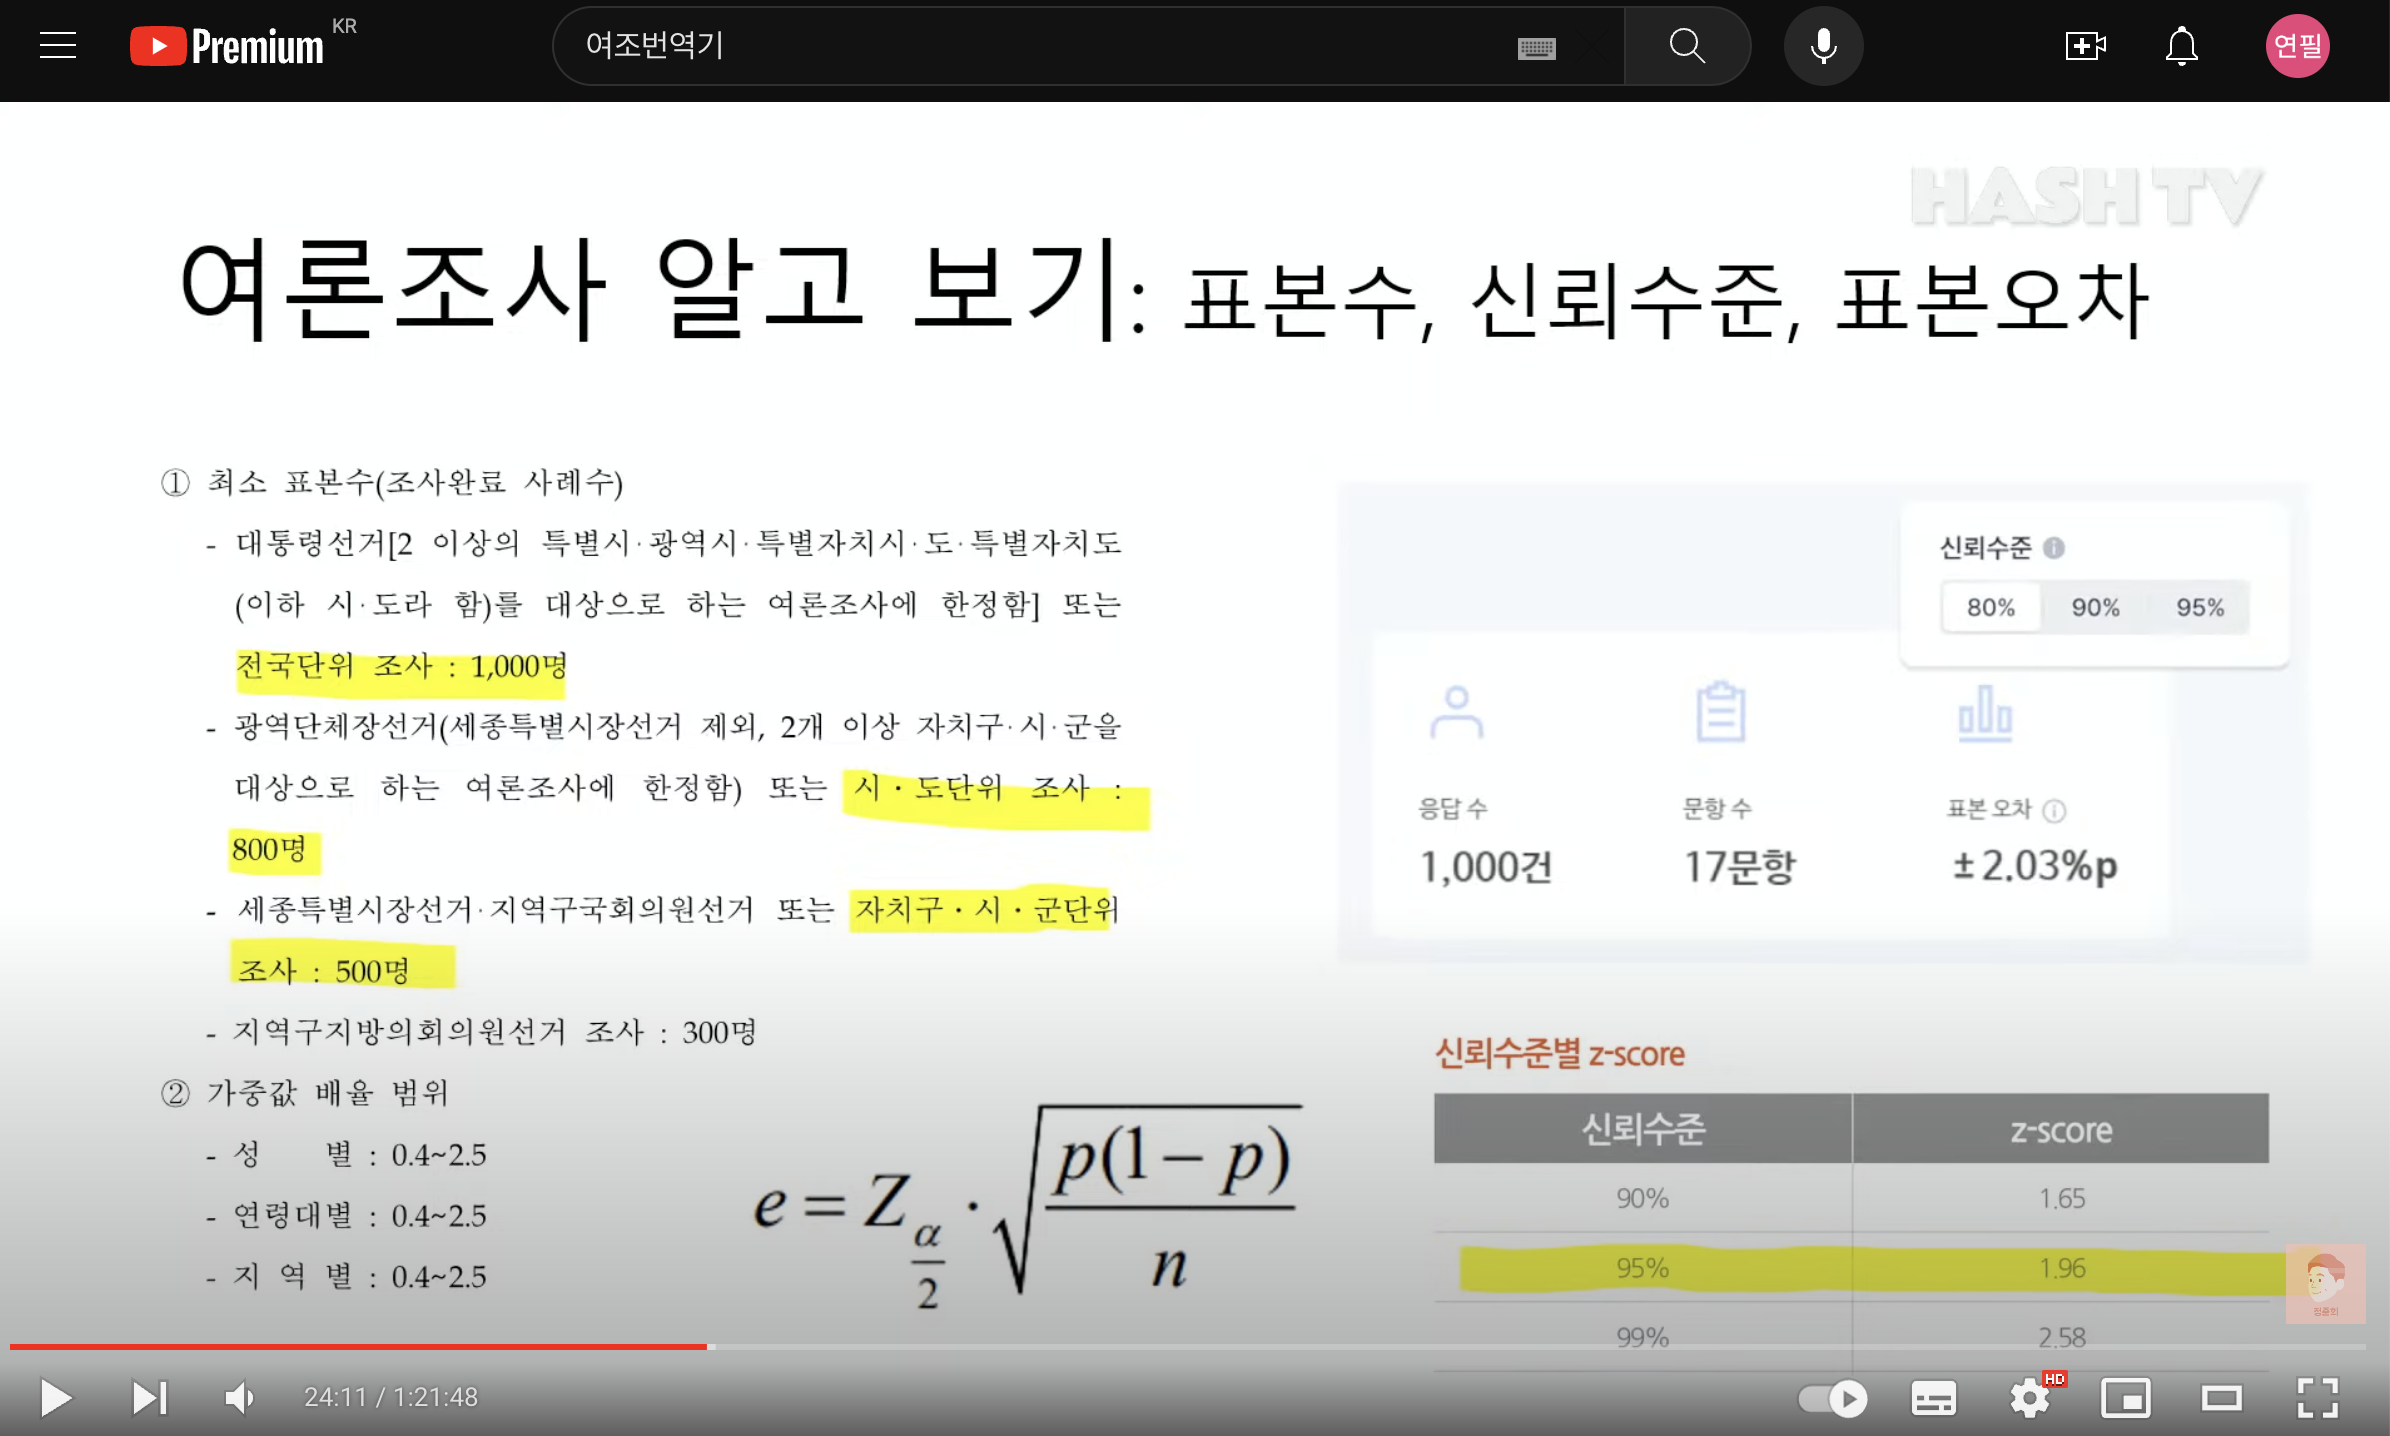 Premium KR
여조번역기
연필
HASH TV
여론조사 알고 보기: 표본수, 신뢰수준, 표본오차
① 최소 표본수(조사완료 사례수)
- 대통령선거[2 이상의 특별시·광역시·특별자치시·도·특별자치도
(이하 시·도라 함)를 대상으로 하는 여론조사에 한정함] 또는
전국단위 조사 : 1,000명
- 광역단체장선거(세종특별시장선거 제외, 2개 이상 자치구·시·군을
대상으로 하는 여론조사에 한정함) 또는 시·도단위 조사 :
800명
- 세종특별시장선거·지역구국회의원선거 또는 자치구·시·군단위
조사 : 500명
- 지역구지방의회의원선거 조사 : 300명
② 가중값 배율 범위
- 성 별 : 0.4~2.5
- 연령대별 : 0.4~2.5
- 지 역 별 : 0.4~2.5
e = Z_{α/2} · √(p(1 − p)/n)
신뢰수준
80% 90% 95%
응답 수 문항 수 표본 오차
1,000건 17문항 ±2.03%p
신뢰수준별 z-score
신뢰수준 z-score
90% 1.65
95% 1.96
99% 2.58
24:11 / 1:21:48
HD